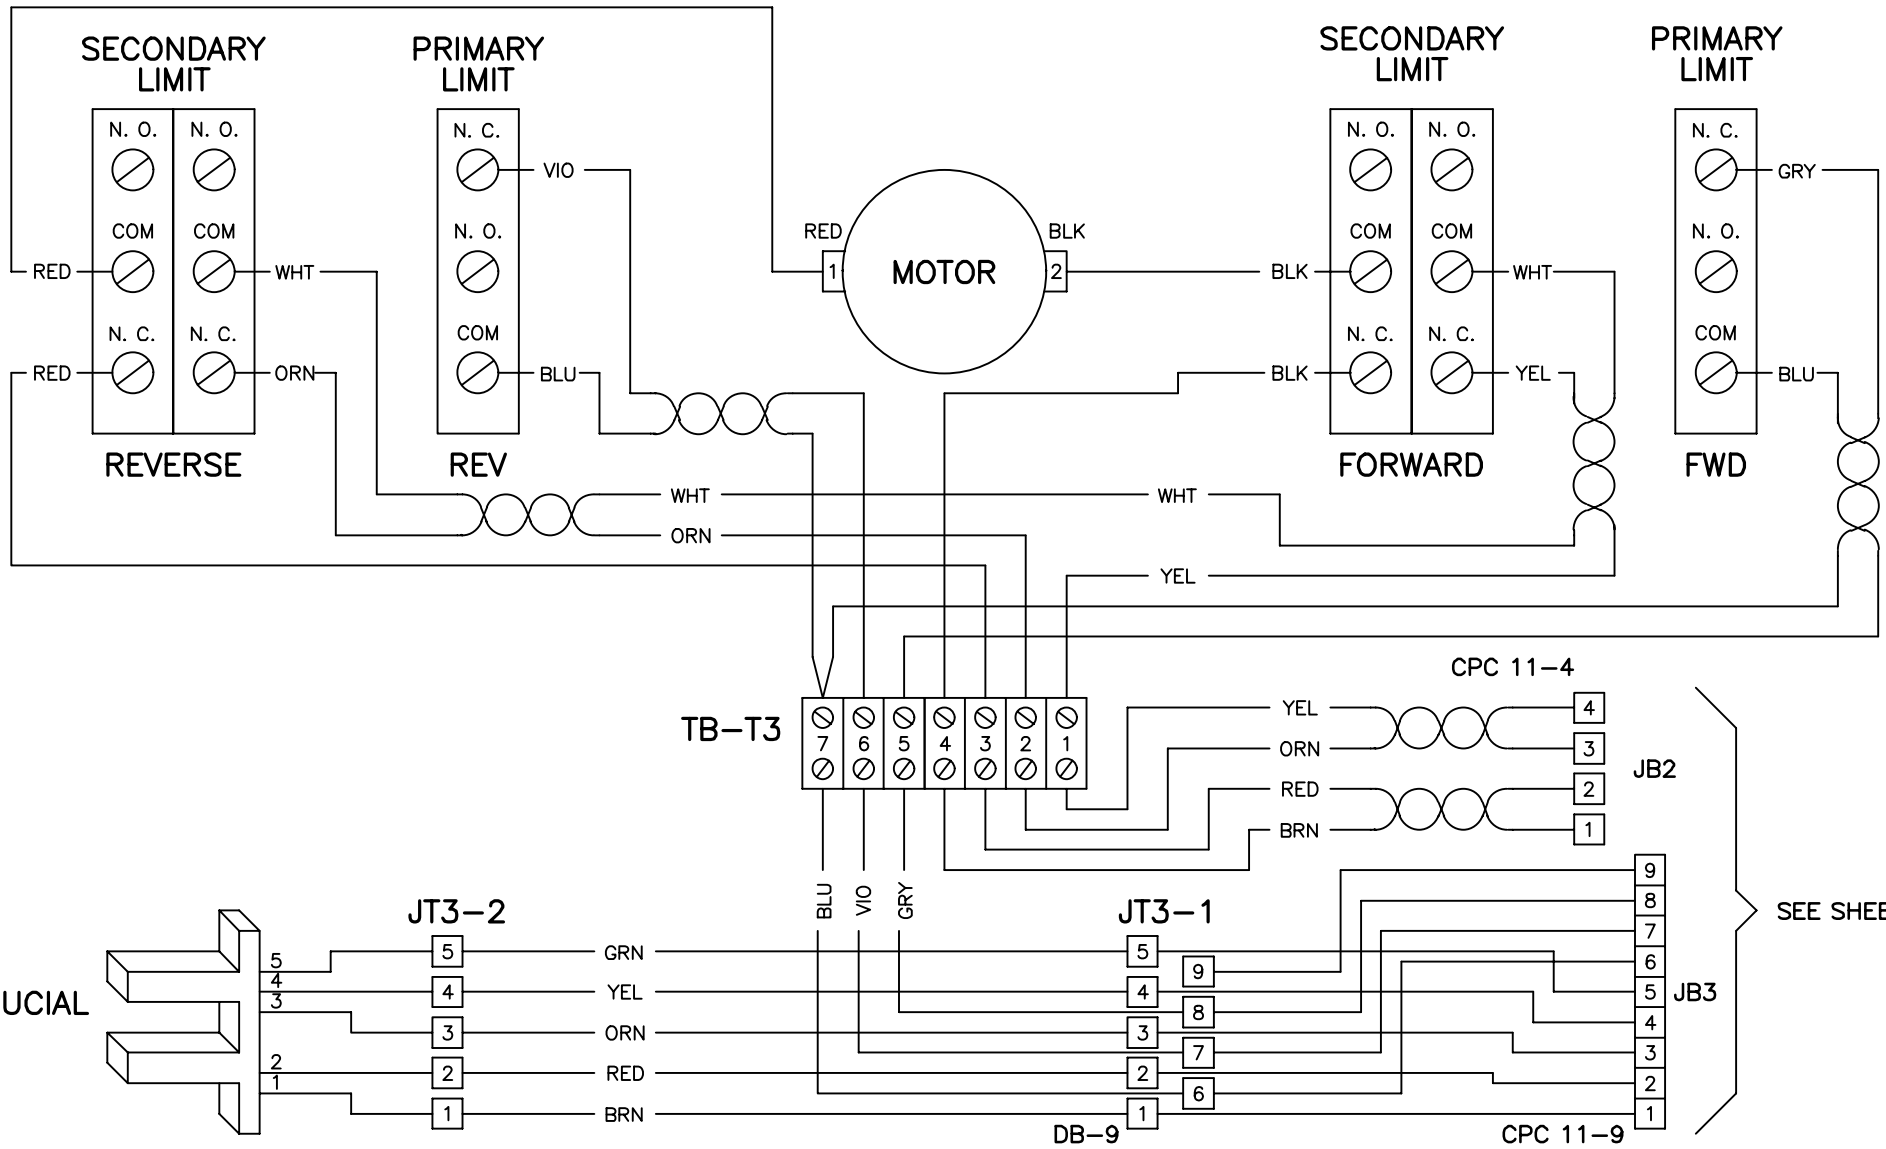 SECONDARY
LIMIT
PRIMARY
LIMIT
SECONDARY
LIMIT
PRIMARY
LIMIT
N. O. N. O. N. C. N. O. N. O. N. C.
VIO GRY
COM COM N. O. RED BLK COM COM N. O.
RED WHT 1 MOTOR 2 BLK WHT
N. C. N. C. COM N. C. N. C. COM
RED ORN BLU BLK YEL BLU
REVERSE REV FORWARD FWD
WHT WHT
ORN
YEL
CPC 11-4
TB-T3 7 6 5 4 3 2 1
YEL 4
ORN 3
JB2
RED 2
BRN 1
BLU VIO GRY
9
8
7
6
5
4
3
2
1
JB3
SEE SHEE
JT3-2 JT3-1
UCIAL
5 5 GRN 5
9
4 4 YEL 4
3 8
3 ORN 3
7
2 2 RED 2
1 6
1 BRN 1
DB-9 CPC 11-9